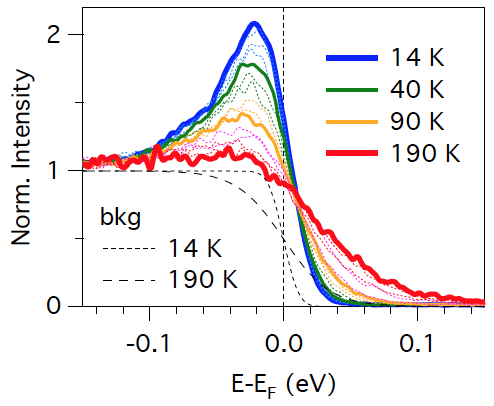 Norm. Intensity
2
1
0
14 K
40 K
90 K
190 K
bkg
14 K
190 K
-0.1
0.0
0.1
E-E_F (eV)